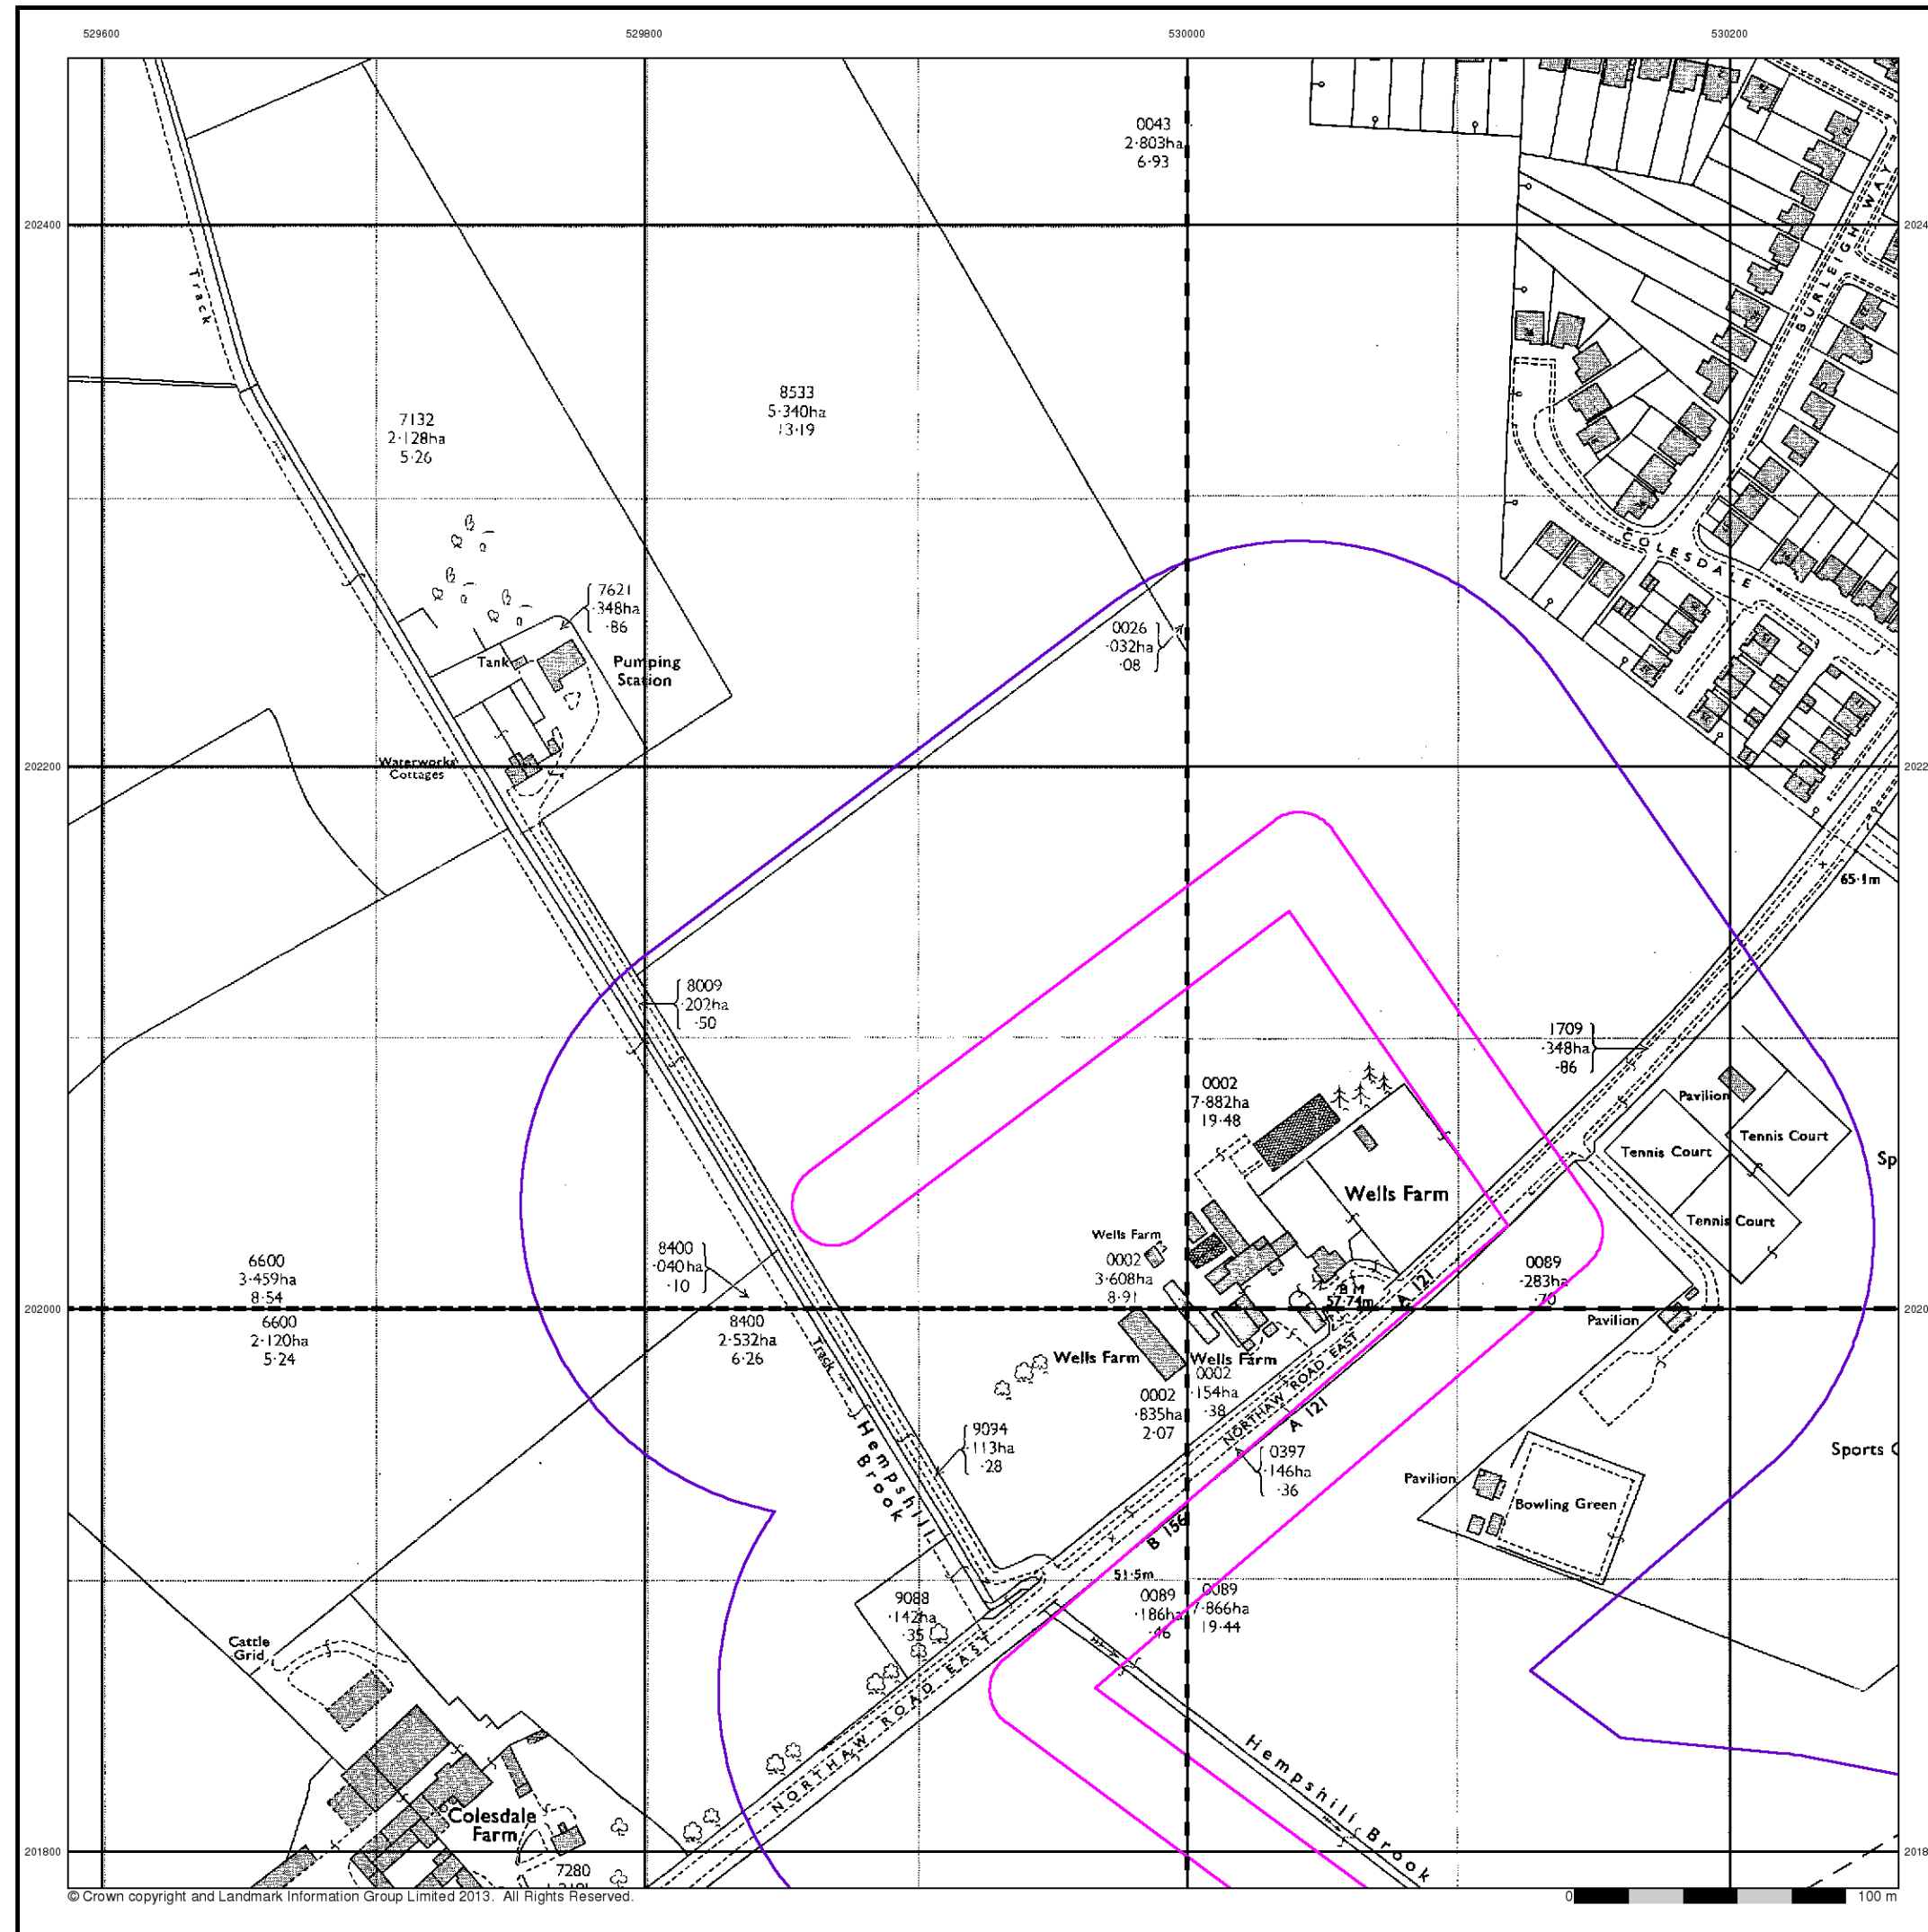 529600
529800
530000
530200
0043
2·803ha
6·93
202400
2024
Track
BURLEIGH WAY
8533
5·340ha
13·19
7132
2·128ha
5·26
COLESDALE
7621
·348ha
·86
0026
·032ha
·08
Tank
Pumping
Station
Waterworks
Cottages
202200
2022
65·1m
8009
·202ha
·50
1709
·348ha
·86
0002
7·882ha
19·48
Pavilion
Tennis Court
Tennis Court
Sp
Wells Farm
Tennis Court
Wells Farm
0002
3·608ha
8·91
8400
·040ha
·10
6600
3·459ha
8·54
0089
·283ha
·70
A 121
B M
57·74m
202000
2020
6600
2·120ha
5·24
8400
2·532ha
6·26
Pavilion
Track
Wells Farm
Wells Farm
0002
·154ha
·38
0002
·835ha
2·07
NORTHAW ROAD EAST
A 121
Hempshill
Brook
9094
·113ha
·28
0397
·146ha
·36
Sports C
Pavilion
Bowling Green
B 156
51·5m
0089
·186ha
·46
0089
7·866ha
19·44
9088
·142ha
·35
Cattle
Grid
NORTHAW ROAD EAST
Hempshill Brook
Colesdale
Farm
7280
201800
2018
© Crown copyright and Landmark Information Group Limited 2013. All Rights Reserved.
0
100 m